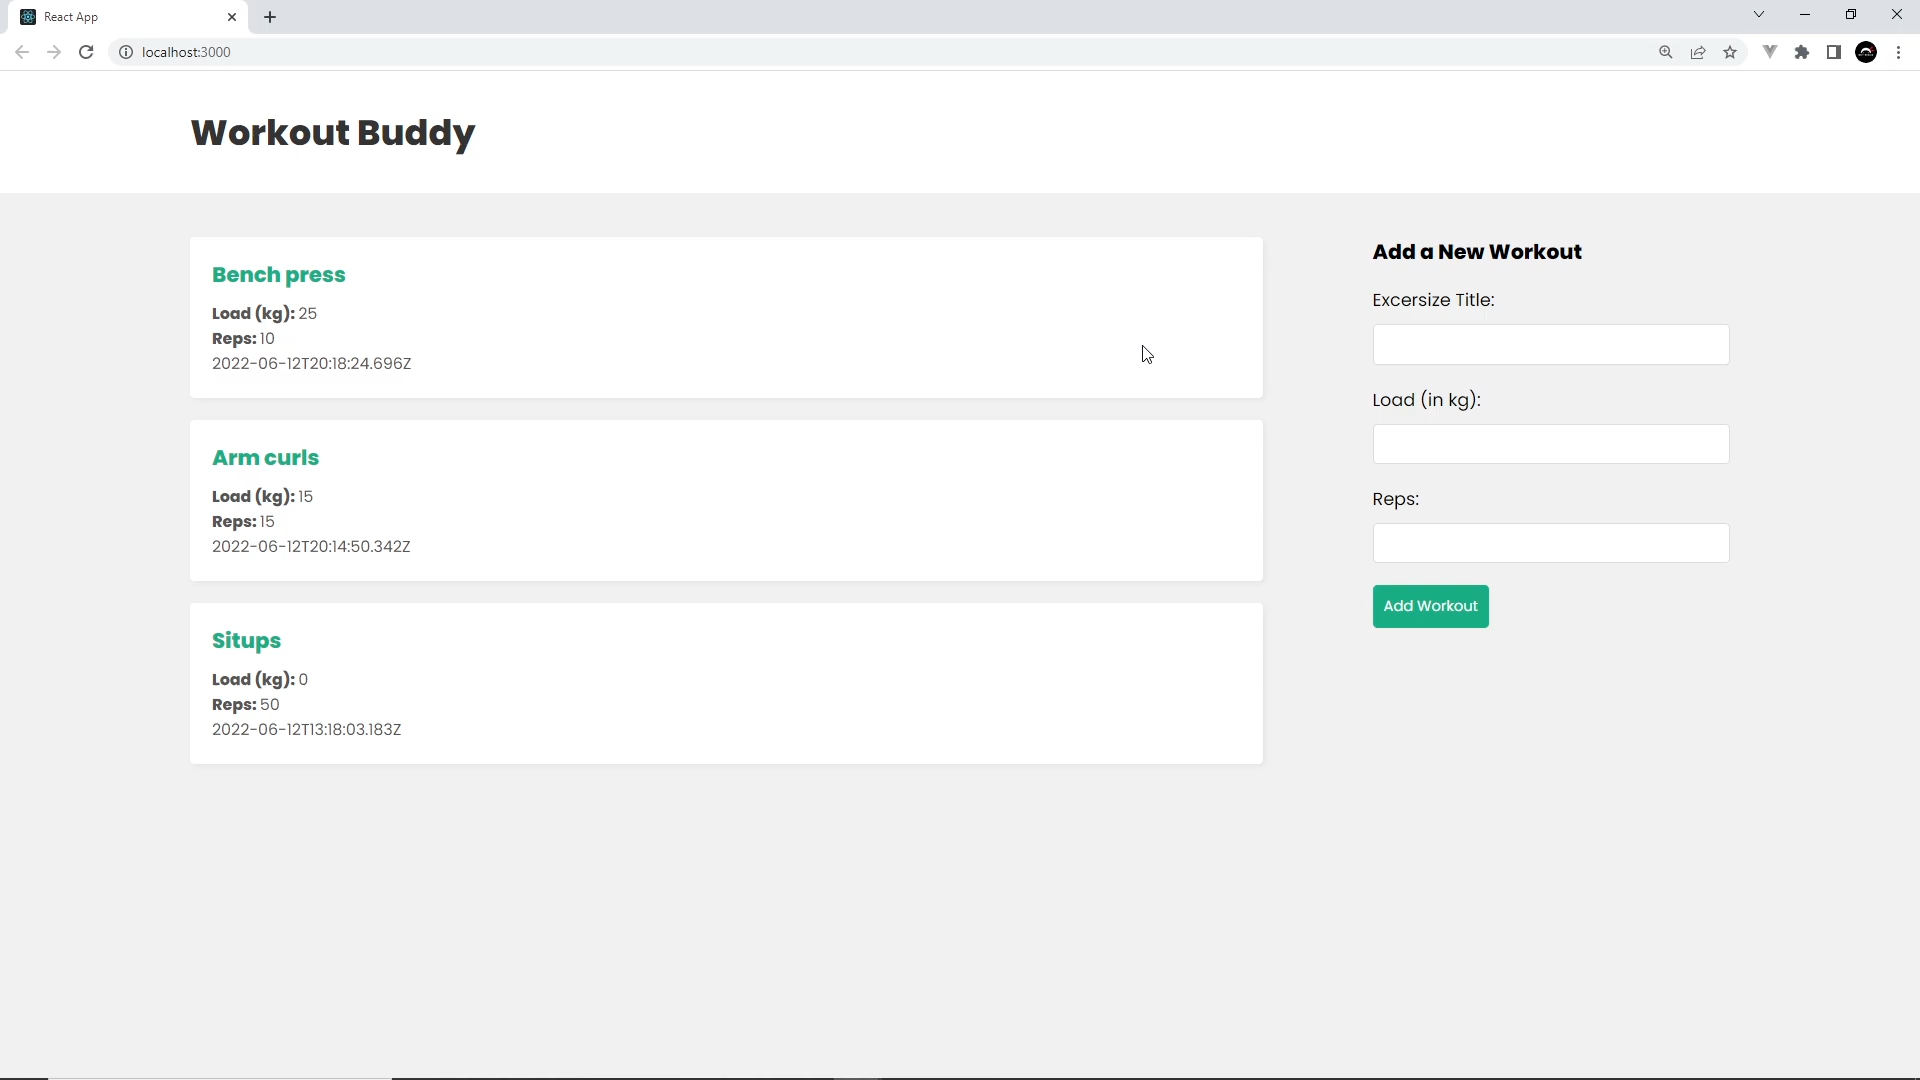 React App
localhost:3000
Workout Buddy
Bench press
Load (kg): 25
Reps: 10
2022-06-12T20:18:24.696Z
Arm curls
Load (kg): 15
Reps: 15
2022-06-12T20:14:50.342Z
Situps
Load (kg): 0
Reps: 50
2022-06-12T13:18:03.183Z
Add a New Workout
Excersize Title:
Load (in kg):
Reps:
Add Workout